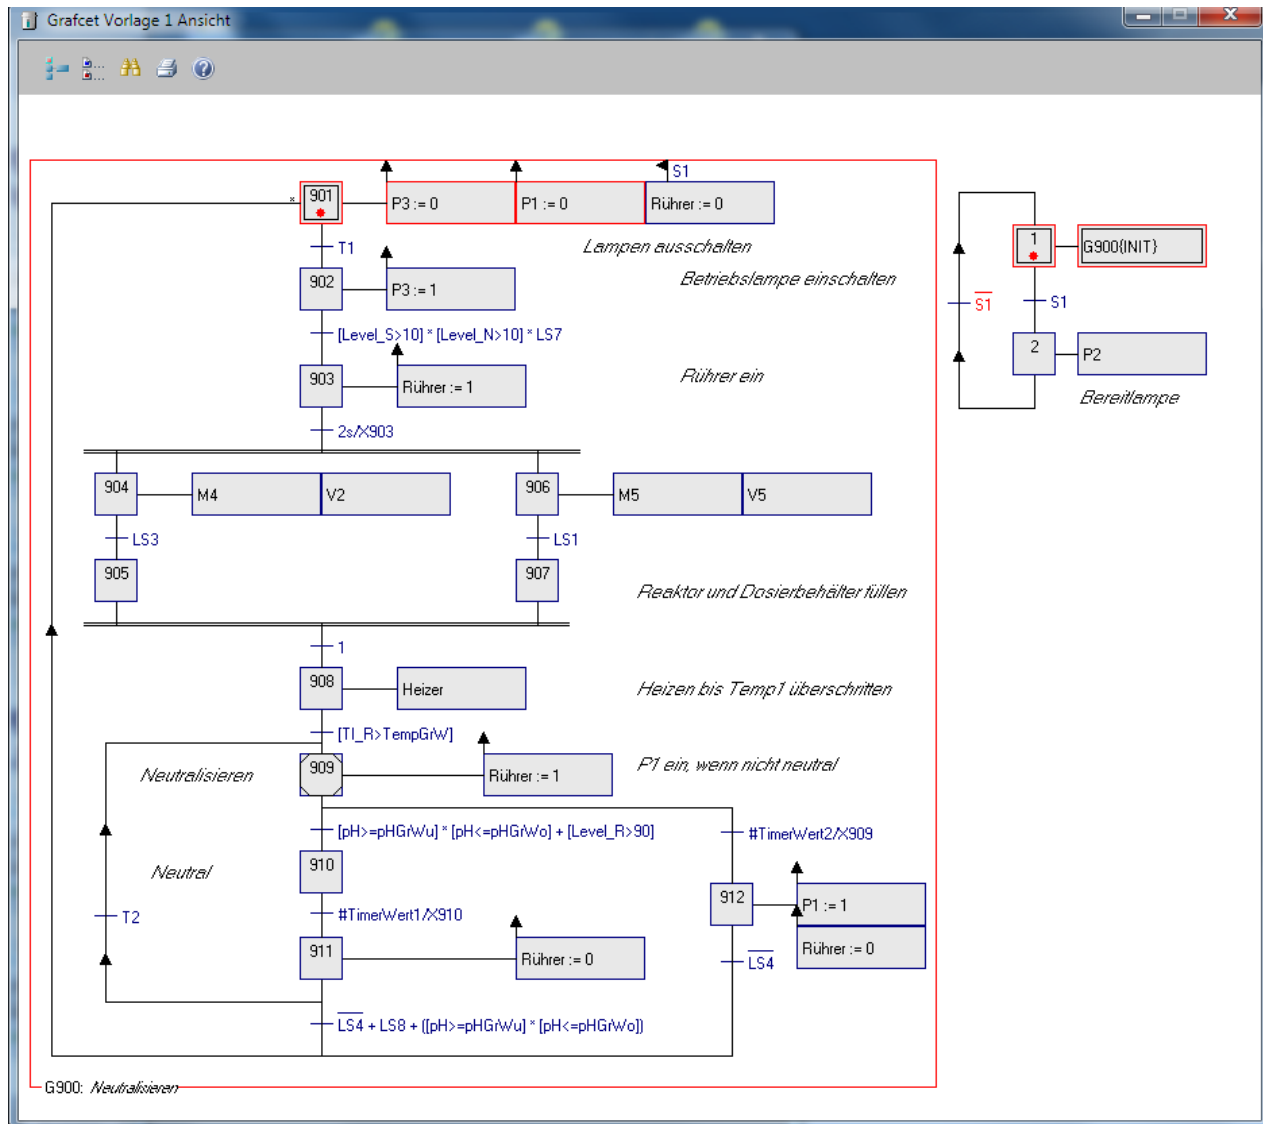 Grafcet Vorlage 1 Ansicht
S1
901
P3 := 0
P1 := 0
Rührer := 0
T1
Lampen ausschalten
902
P3 := 1
Betriebslampe einschalten
[Level_S>10] * [Level_N>10] * LS7
903
Rührer := 1
Rührer ein
2s/X903
904
M4
V2
906
M5
V5
LS3
LS1
905
907
Reaktor und Dosierbehälter füllen
1
908
Heizer
Heizen bis Temp1 überschritten
[TI_R>TempGrW]
Neutralisieren
909
Rührer := 1
P1 ein, wenn nicht neutral
[pH>=pHGrWu] * [pH<=pHGrWo] + [Level_R>90]
#TimerWert2/X909
Neutral
910
912
P1 := 1
T2
#TimerWert1/X910
911
Rührer := 0
Rührer := 0
L̅S̅4̅
L̅S̅4̅ + LS8 + ([pH>=pHGrWu] * [pH<=pHGrWo])
G900: Neutralisieren
1
G900{INIT}
S̅1̅
S1
2
P2
Bereitlampe